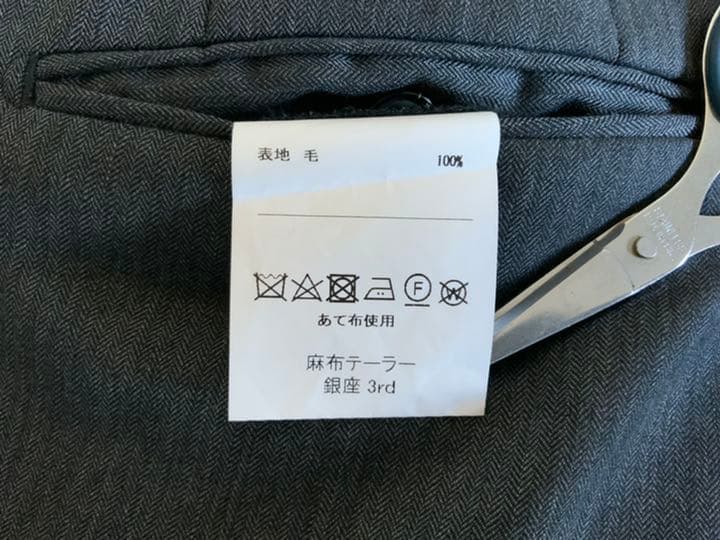 表地 毛 100%
F W
あて布使用
麻布テーラー
銀座 3rd